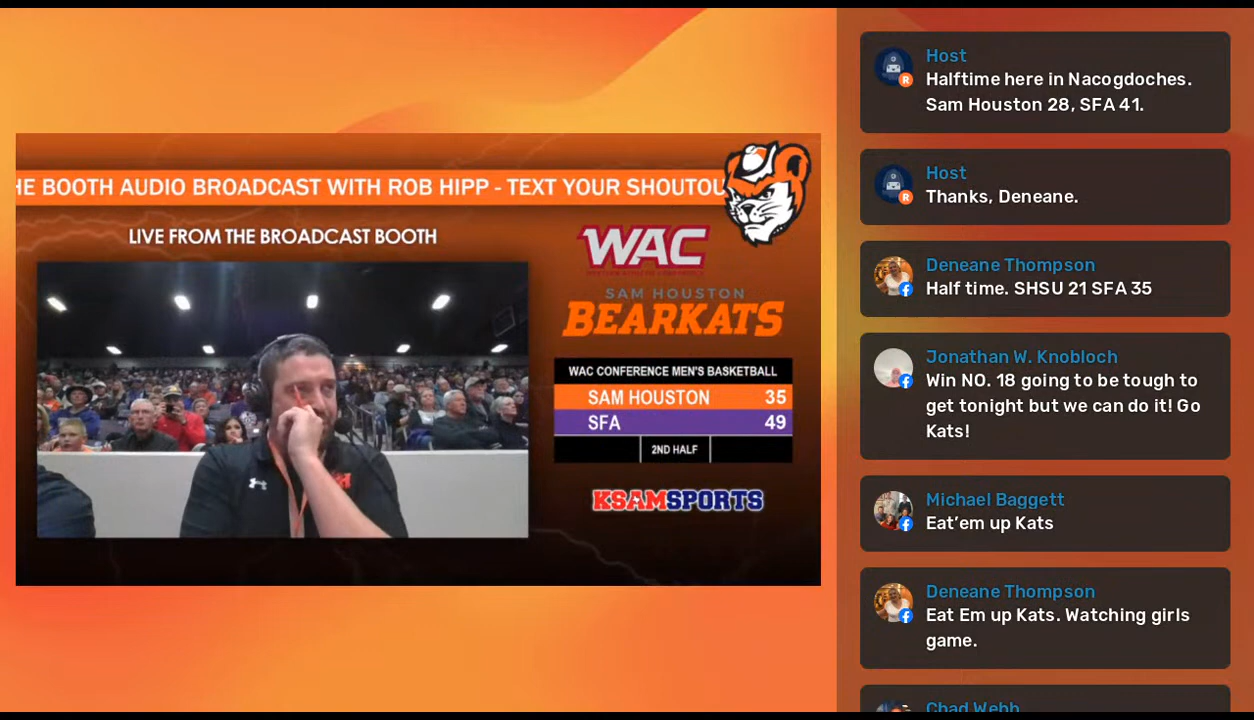 HE BOOTH AUDIO BROADCAST WITH ROB HIPP - TEXT YOUR SHOUTOU
LIVE FROM THE BROADCAST BOOTH
WAC
SAM HOUSTON
BEARKATS
WAC CONFERENCE MEN'S BASKETBALL
SAM HOUSTON 35
SFA 49
2ND HALF
KSAMSPORTS
Host
Halftime here in Nacogdoches.
Sam Houston 28, SFA 41.
Host
Thanks, Deneane.
Deneane Thompson
Half time. SHSU 21 SFA 35
Jonathan W. Knobloch
Win NO. 18 going to be tough to
get tonight but we can do it! Go
Kats!
Michael Baggett
Eat’em up Kats
Deneane Thompson
Eat Em up Kats. Watching girls
game.
Chad Webb